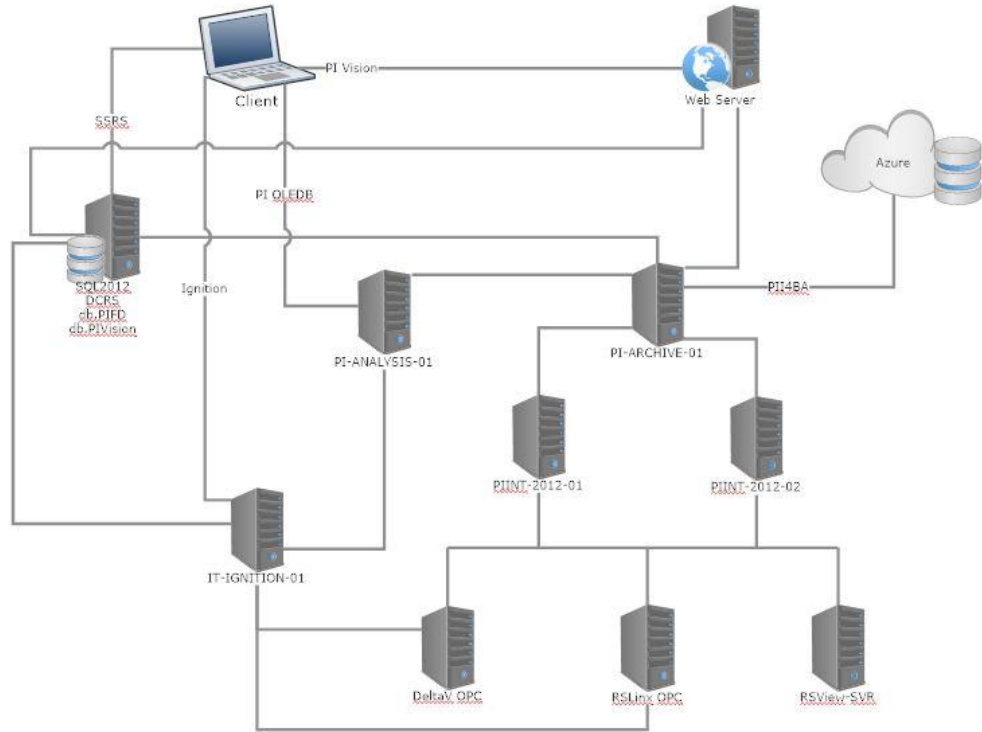 PI Vision
Client
Web Server
SSRS
Azure
PI OLEDB
SQL2012
DCRS
db.PIFD
db.PIVision
Ignition
PII4BA
PI-ANALYSIS-01
PI-ARCHIVE-01
PIINT-2012-01
PIINT-2012-02
IT-IGNITION-01
DeltaV OPC
RSLinx OPC
RSView-SVR